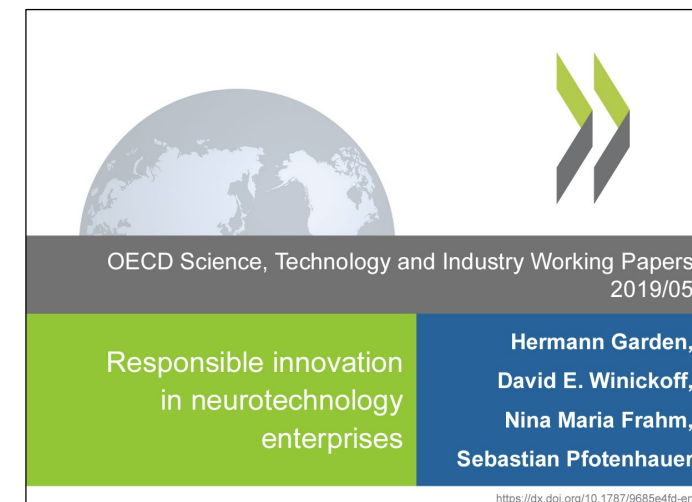 OECD Science, Technology and Industry Working Papers
2019/05
Responsible innovation
in neurotechnology
enterprises
Hermann Garden,
David E. Winickoff,
Nina Maria Frahm,
Sebastian Pfotenhauer
https://dx.doi.org/10.1787/9685e4fd-en